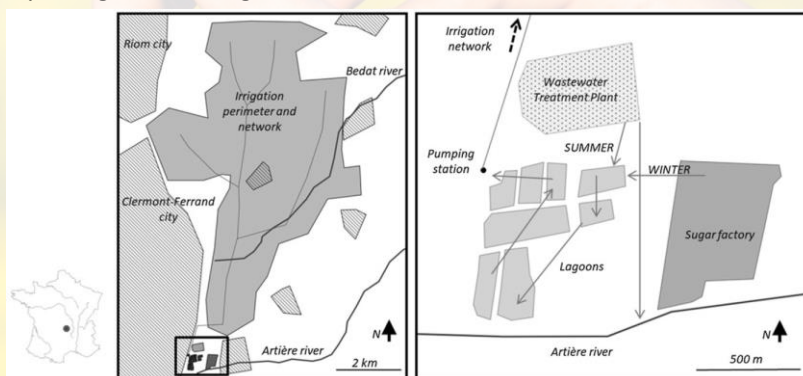 Riom city
Bedat river
Irrigation
perimeter and
network
Clermont-Ferrand
city
N
Artière river
2 km
Irrigation
network
Wastewater
Treatment Plant
SUMMER
Pumping
station
WINTER
Sugar factory
Lagoons
N
Artière river
500 m